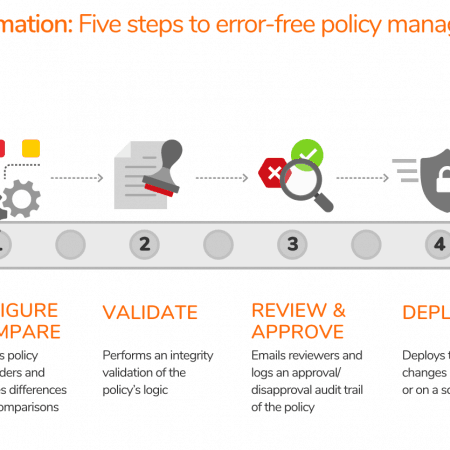 mation: Five steps to error-free policy manag
1
2
3
4
IGURE
MPARE
s policy
ders and
es differences
omparisons
VALIDATE
Performs an integrity
validation of the
policy's logic
REVIEW &
APPROVE
Emails reviewers and
logs an approval/
disapproval audit trail
of the policy
DEPL
Deploys t
changes
or on a sc